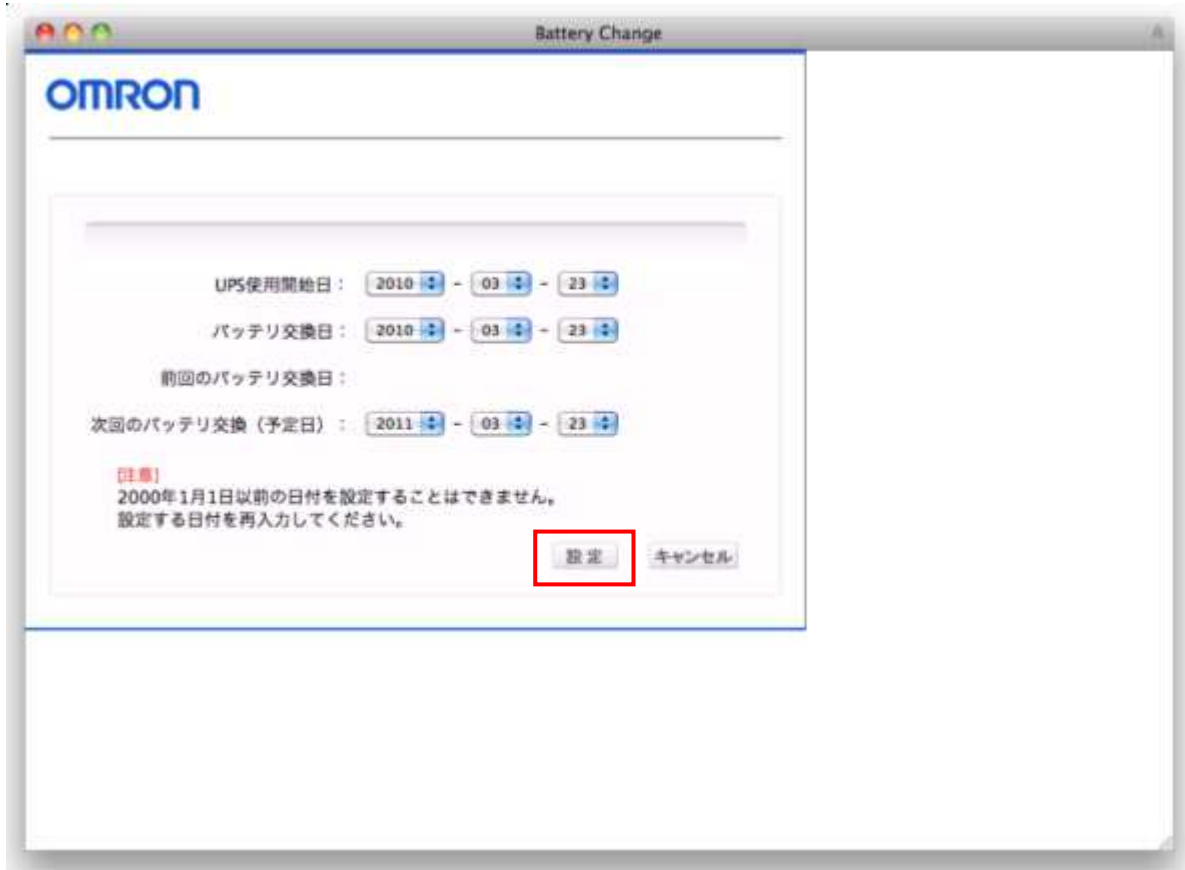 Battery Change
OMRON
UPS使用開始日： 2010 - 03 - 23
バッテリ交換日： 2010 - 03 - 23
前回のバッテリ交換日：
次回のバッテリ交換（予定日）： 2011 - 03 - 23
[注意]
2000年1月1日以前の日付を設定することはできません。
設定する日付を再入力してください。
設定 キャンセル